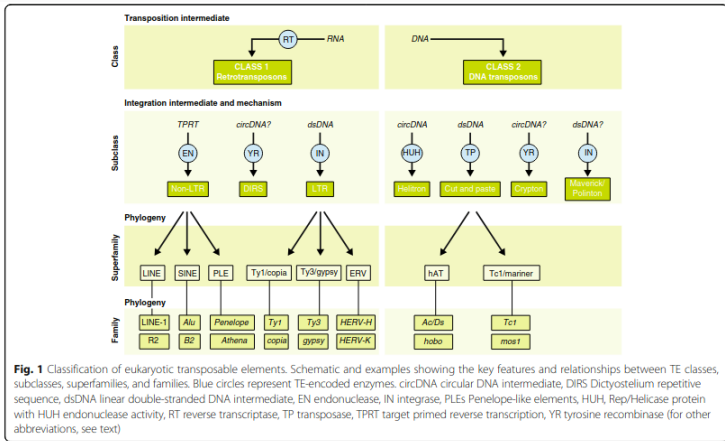 Transposition intermediate
Class
RT
RNA
DNA
CLASS 1
Retrotransposons
CLASS 2
DNA transposons
Integration intermediate and mechanism
Subclass
TPRT
circDNA?
dsDNA
circDNA
dsDNA
circDNA?
dsDNA?
EN
YR
IN
HUH
TP
YR
IN
Non-LTR
DIRS
LTR
Helitron
Cut and paste
Crypton
Maverick/
Polinton
Phylogeny
Superfamily
LINE
SINE
PLE
Ty1/copia
Ty3/gypsy
ERV
hAT
Tc1/mariner
Phylogeny
Family
LINE-1
Alu
Penelope
Ty1
Ty3
HERV-H
Ac/Ds
Tc1
R2
B2
Athena
copia
gypsy
HERV-K
hobo
mos1
Fig. 1 Classification of eukaryotic transposable elements. Schematic and examples showing the key features and relationships between TE classes,
subclasses, superfamilies, and families. Blue circles represent TE-encoded enzymes. circDNA circular DNA intermediate, DIRS Dictyostelium repetitive
sequence, dsDNA linear double-stranded DNA intermediate, EN endonuclease, IN integrase, PLEs Penelope-like elements, HUH, Rep/Helicase protein
with HUH endonuclease activity, RT reverse transcriptase, TP transposase, TPRT target primed reverse transcription, YR tyrosine recombinase (for other
abbreviations, see text)